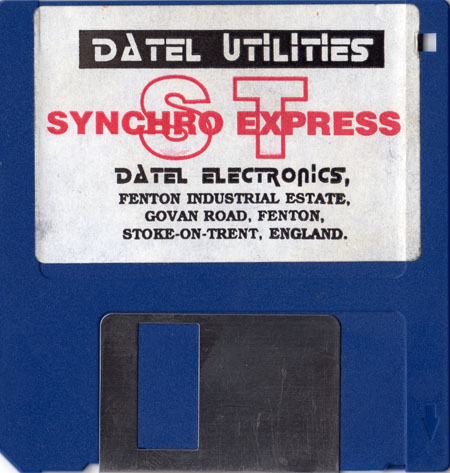 DATEL UTILITIES
ST
SYNCHRO EXPRESS
DATEL ELECTRONICS,
FENTON INDUSTRIAL ESTATE,
GOVAN ROAD, FENTON,
STOKE-ON-TRENT, ENGLAND.